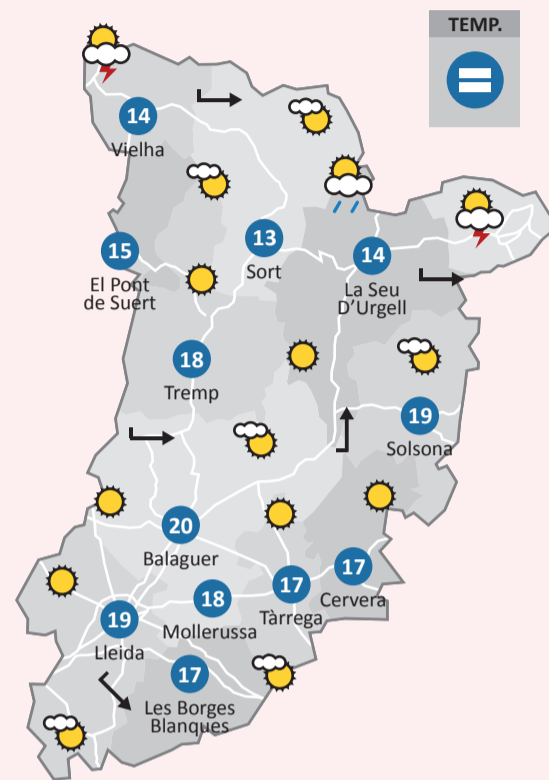 TEMP.
14
Vielha
15
El Pont
de Suert
13
Sort
14
La Seu
D'Urgell
18
Tremp
19
Solsona
20
Balaguer
17
Cervera
17
Tàrrega
18
Mollerussa
19
Lleida
17
Les Borges
Blanques